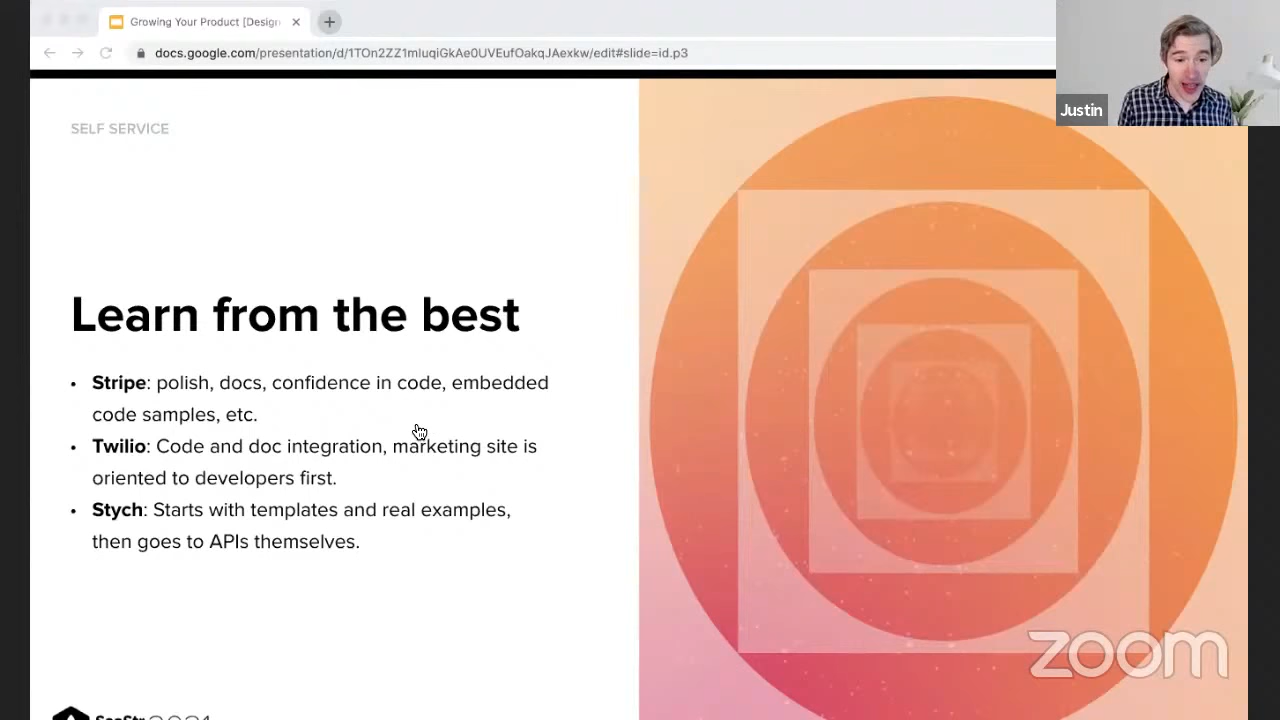 Growing Your Product [Design
docs.google.com/presentation/d/1TOn2ZZ1mIuqiGkAe0UVEufOakqJAexkw/edit#slide=id.p3
Justin
SELF SERVICE
Learn from the best
• Stripe: polish, docs, confidence in code, embedded
code samples, etc.
• Twilio: Code and doc integration, marketing site is
oriented to developers first.
• Stych: Starts with templates and real examples,
then goes to APIs themselves.
zoom